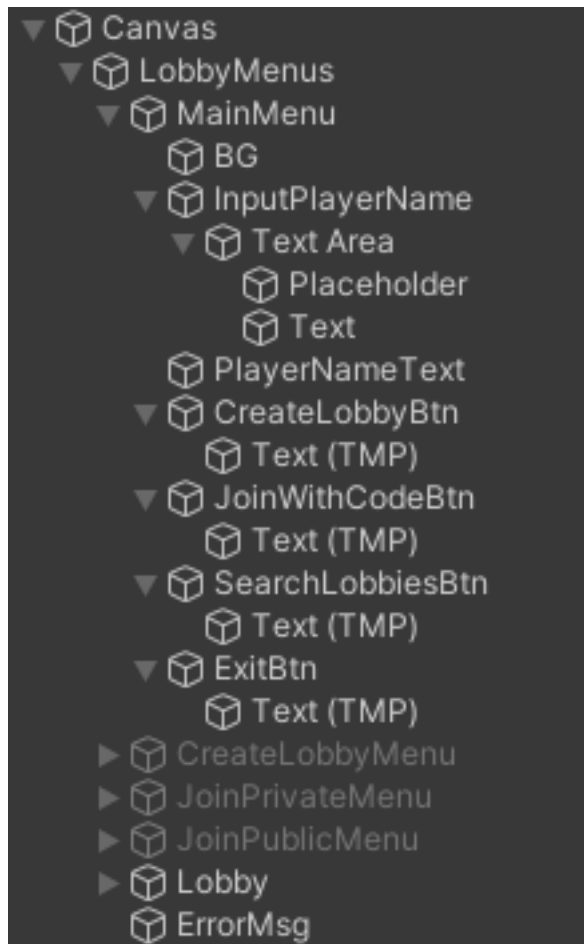 Canvas
LobbyMenus
MainMenu
BG
InputPlayerName
Text Area
Placeholder
Text
PlayerNameText
CreateLobbyBtn
Text (TMP)
JoinWithCodeBtn
Text (TMP)
SearchLobbiesBtn
Text (TMP)
ExitBtn
Text (TMP)
CreateLobbyMenu
JoinPrivateMenu
JoinPublicMenu
Lobby
ErrorMsg